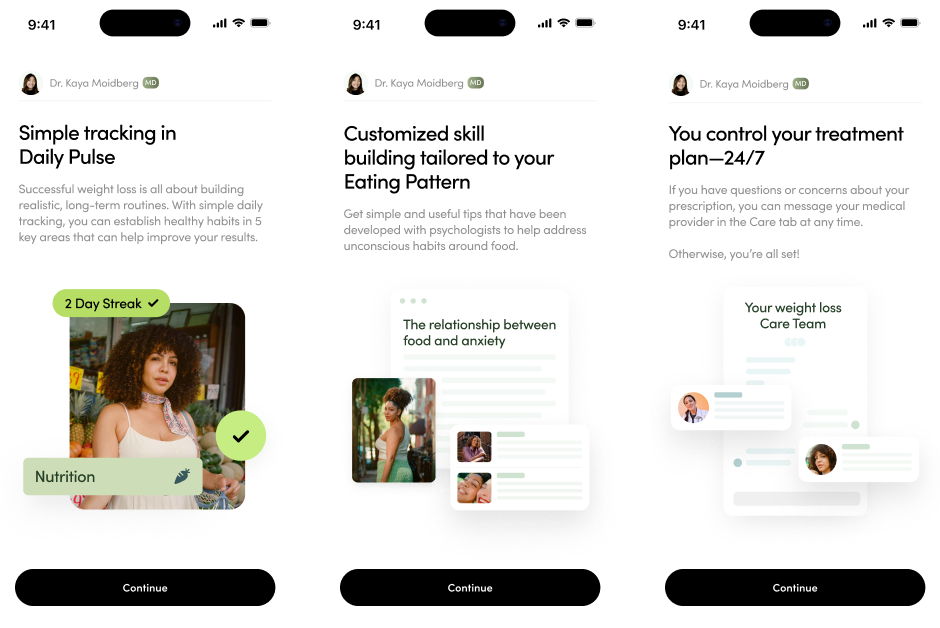 9:41
Dr. Kaya Moidberg MD
Simple tracking in
Daily Pulse
Successful weight loss is all about building
realistic, long-term routines. With simple daily
tracking, you can establish healthy habits in 5
key areas that can help improve your results.
2 Day Streak
Nutrition
Continue
9:41
Dr. Kaya Moidberg MD
Customized skill
building tailored to your
Eating Pattern
Get simple and useful tips that have been
developed with psychologists to help address
unconscious habits around food.
The relationship between
food and anxiety
Continue
9:41
Dr. Kaya Moidberg MD
You control your treatment
plan—24/7
If you have questions or concerns about your
prescription, you can message your medical
provider in the Care tab at any time.
Otherwise, you’re all set!
Your weight loss
Care Team
Continue